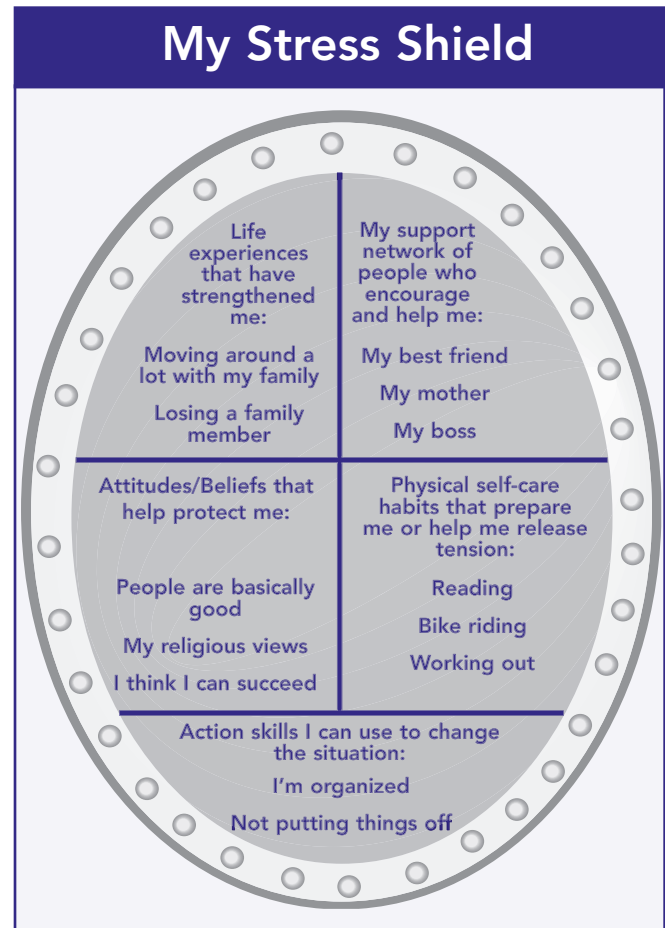 My Stress Shield
Life
experiences
that have
strengthened
me:
Moving around a
lot with my family
Losing a family
member
My support
network of
people who
encourage
and help me:
My best friend
My mother
My boss
Attitudes/Beliefs that
help protect me:
People are basically
good
My religious views
I think I can succeed
Physical self-care
habits that prepare
me or help me release
tension:
Reading
Bike riding
Working out
Action skills I can use to change
the situation:
I'm organized
Not putting things off